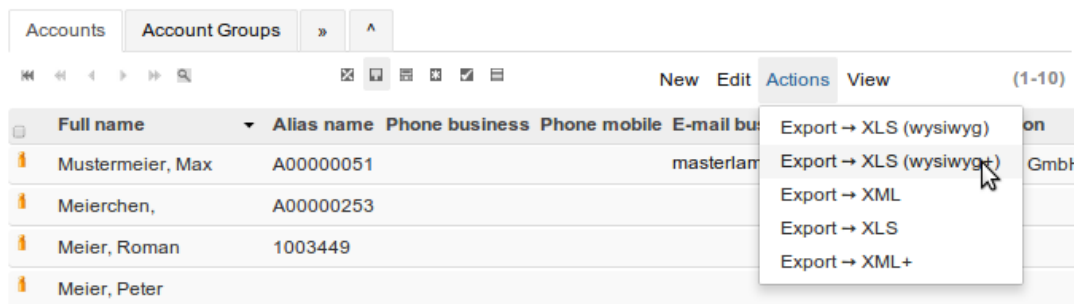 Accounts Account Groups » ^
New Edit Actions View (1-10)
Full name Alias name Phone business Phone mobile E-mail bu on
Export → XLS (wysiwyg)
Mustermeier, Max A00000051 masterlam GmbH
Export → XLS (wysiwyg+)
Meierchen, A00000253
Export → XML
Meier, Roman 1003449
Export → XLS
Export → XML+
Meier, Peter